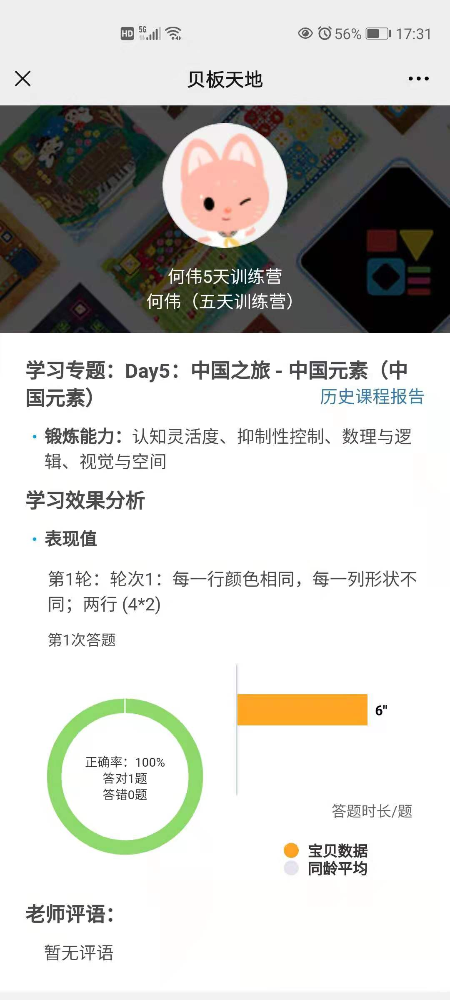 HD 5G 56% 17:31
贝板天地
何伟5天训练营
何伟（五天训练营）
学习专题：Day5：中国之旅 - 中国元素（中
国元素）
历史课程报告
锻炼能力：认知灵活度、抑制性控制、数理与逻
辑、视觉与空间
学习效果分析
表现值
第1轮：轮次1：每一行颜色相同，每一列形状不
同；两行 (4*2)
第1次答题
6"
正确率：100%
答对1题
答错0题
答题时长/题
宝贝数据
同龄平均
老师评语：
暂无评语